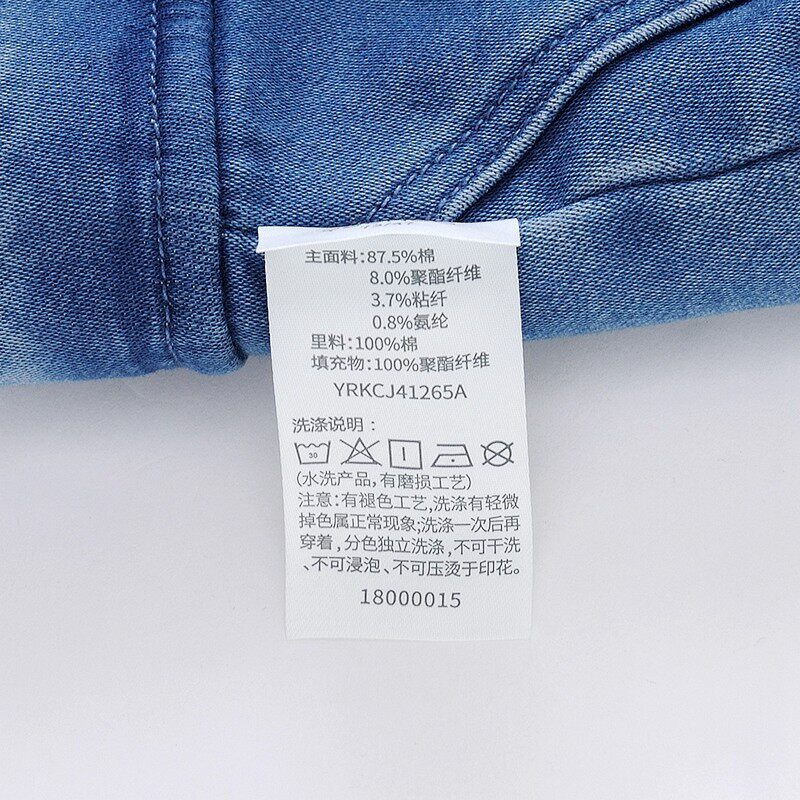 主面料:87.5%棉
8.0%聚酯纤维
3.7%粘纤
0.8%氨纶
里料:100%棉
填充物:100%聚酯纤维
YRKCJ41265A
洗涤说明:
30
(水洗产品,有磨损工艺)
注意:有褪色工艺,洗涤有轻微
掉色属正常现象;洗涤一次后再
穿着,分色独立洗涤,不可干洗
、不可浸泡、不可压烫于印花。
18000015